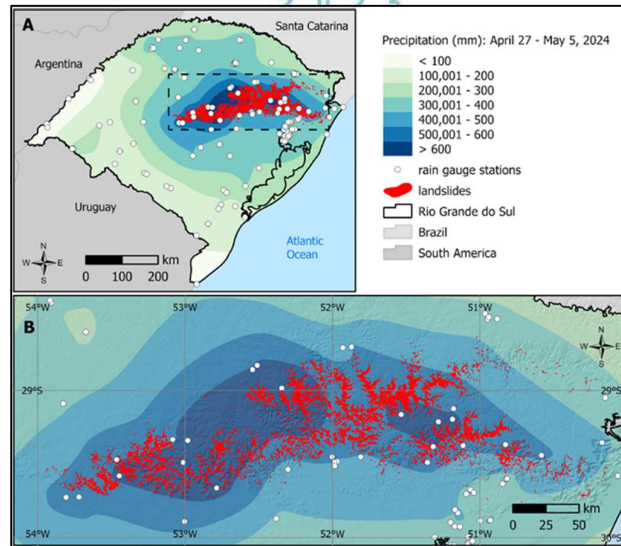 A
Santa Catarina
Argentina
Uruguay
Atlantic
Ocean
N
W E
S
km
0 100 200
Precipitation (mm): April 27 - May 5, 2024
< 100
100,001 - 200
200,001 - 300
300,001 - 400
400,001 - 500
500,001 - 600
> 600
rain gauge stations
landslides
Rio Grande do Sul
Brazil
South America
B
54°W 53°W 52°W 51°W
N
W E
S
29°S 29°S
km
0 25 50
54°W 53°W 52°W 51°W 30°S